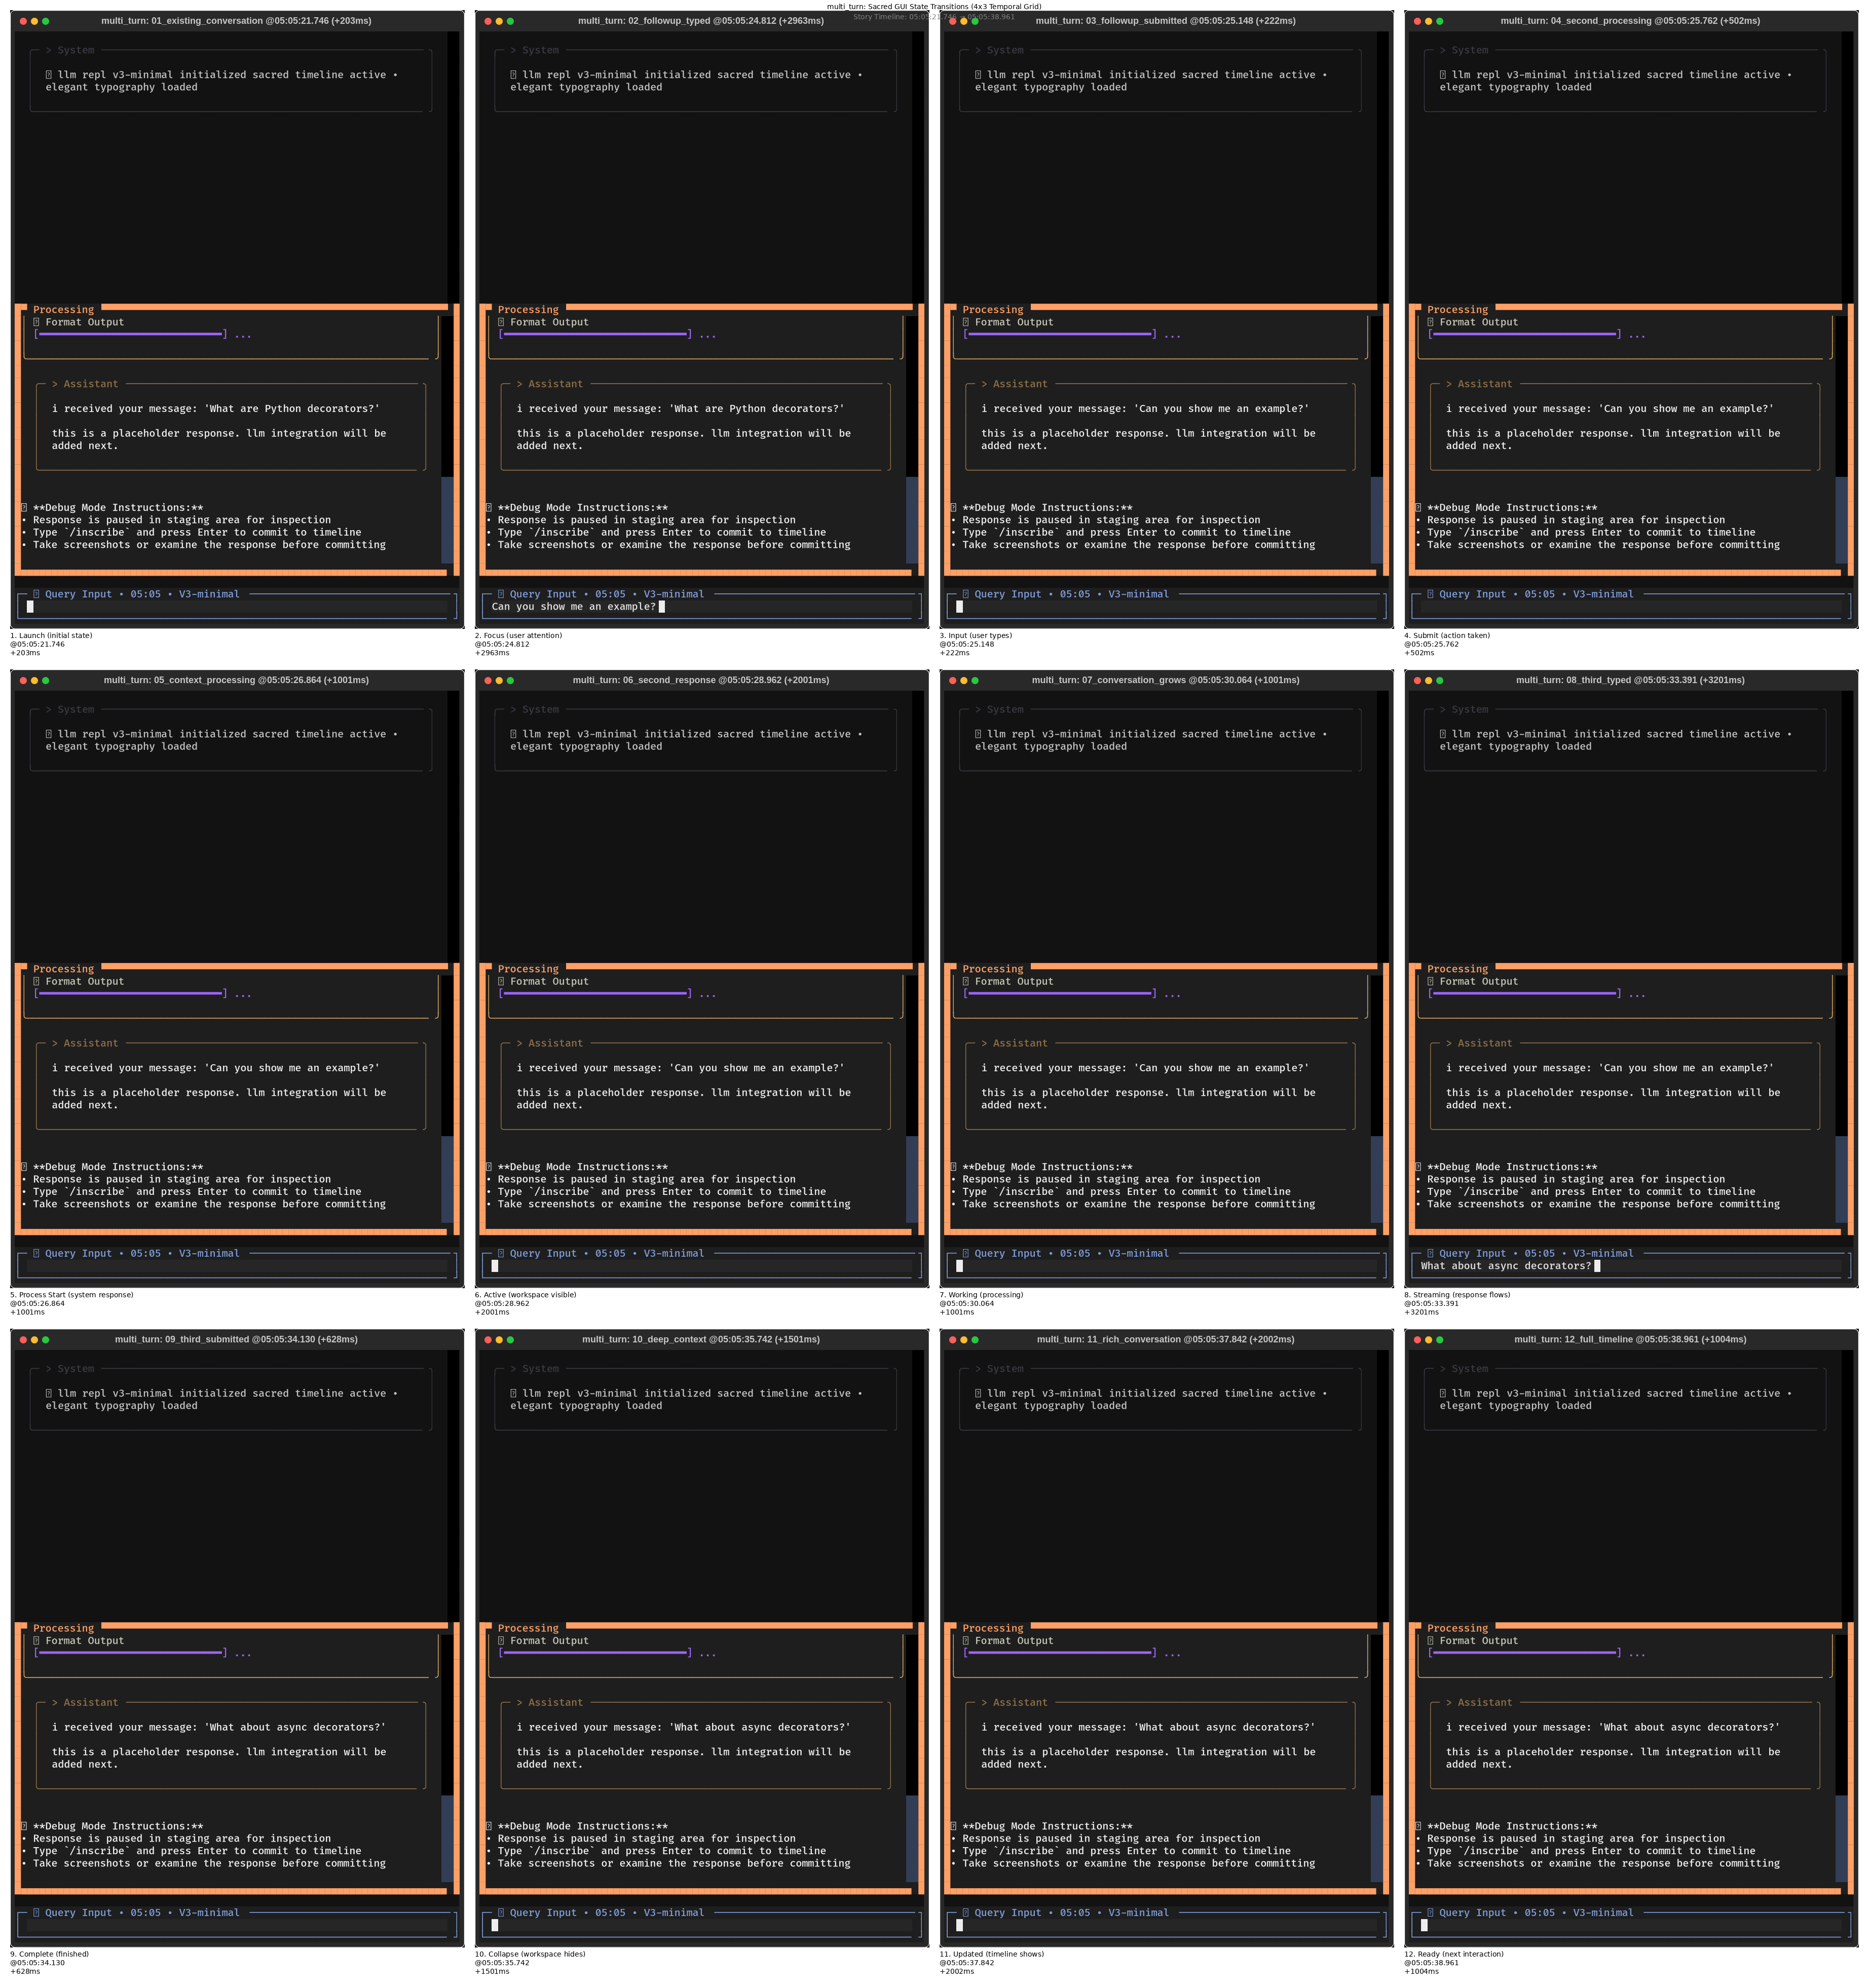 multi_turn: Sacred GUI State Transitions (4x3 Temporal Grid)
Story Timeline: 05:05:38.961
multi_turn: 01_existing_conversation @05:05:21.746 (+203ms)
> System
llm repl v3-minimal initialized sacred timeline active •
elegant typography loaded
Processing
Format Output
[━━━━━━━━━━] ...
> Assistant
i received your message: 'What are Python decorators?'
this is a placeholder response. llm integration will be
added next.
**Debug Mode Instructions:**
• Response is paused in staging area for inspection
• Type `/inscribe` and press Enter to commit to timeline
• Take screenshots or examine the response before committing
Query Input • 05:05 • V3-minimal
1. Launch (initial state)
@05:05:21.746
+203ms
multi_turn: 02_followup_typed @05:05:24.812 (+2963ms)
> System
llm repl v3-minimal initialized sacred timeline active •
elegant typography loaded
Processing
Format Output
[━━━━━━━━━━] ...
> Assistant
i received your message: 'What are Python decorators?'
this is a placeholder response. llm integration will be
added next.
**Debug Mode Instructions:**
• Response is paused in staging area for inspection
• Type `/inscribe` and press Enter to commit to timeline
• Take screenshots or examine the response before committing
Query Input • 05:05 • V3-minimal
Can you show me an example?
2. Focus (user attention)
@05:05:24.812
+2963ms
multi_turn: 03_followup_submitted @05:05:25.148 (+222ms)
> System
llm repl v3-minimal initialized sacred timeline active •
elegant typography loaded
Processing
Format Output
[━━━━━━━━━━] ...
> Assistant
i received your message: 'Can you show me an example?'
this is a placeholder response. llm integration will be
added next.
**Debug Mode Instructions:**
• Response is paused in staging area for inspection
• Type `/inscribe` and press Enter to commit to timeline
• Take screenshots or examine the response before committing
Query Input • 05:05 • V3-minimal
3. Input (user types)
@05:05:25.148
+222ms
multi_turn: 04_second_processing @05:05:25.762 (+502ms)
> System
llm repl v3-minimal initialized sacred timeline active •
elegant typography loaded
Processing
Format Output
[━━━━━━━━━━] ...
> Assistant
i received your message: 'Can you show me an example?'
this is a placeholder response. llm integration will be
added next.
**Debug Mode Instructions:**
• Response is paused in staging area for inspection
• Type `/inscribe` and press Enter to commit to timeline
• Take screenshots or examine the response before committing
Query Input • 05:05 • V3-minimal
4. Submit (action taken)
@05:05:25.762
+502ms
multi_turn: 05_context_processing @05:05:26.864 (+1001ms)
> System
llm repl v3-minimal initialized sacred timeline active •
elegant typography loaded
Processing
Format Output
[━━━━━━━━━━] ...
> Assistant
i received your message: 'Can you show me an example?'
this is a placeholder response. llm integration will be
added next.
**Debug Mode Instructions:**
• Response is paused in staging area for inspection
• Type `/inscribe` and press Enter to commit to timeline
• Take screenshots or examine the response before committing
Query Input • 05:05 • V3-minimal
5. Process Start (system response)
@05:05:26.864
+1001ms
multi_turn: 06_second_response @05:05:28.962 (+2001ms)
> System
llm repl v3-minimal initialized sacred timeline active •
elegant typography loaded
Processing
Format Output
[━━━━━━━━━━] ...
> Assistant
i received your message: 'Can you show me an example?'
this is a placeholder response. llm integration will be
added next.
**Debug Mode Instructions:**
• Response is paused in staging area for inspection
• Type `/inscribe` and press Enter to commit to timeline
• Take screenshots or examine the response before committing
Query Input • 05:05 • V3-minimal
6. Active (workspace visible)
@05:05:28.962
+2001ms
multi_turn: 07_conversation_grows @05:05:30.064 (+1001ms)
> System
llm repl v3-minimal initialized sacred timeline active •
elegant typography loaded
Processing
Format Output
[━━━━━━━━━━] ...
> Assistant
i received your message: 'Can you show me an example?'
this is a placeholder response. llm integration will be
added next.
**Debug Mode Instructions:**
• Response is paused in staging area for inspection
• Type `/inscribe` and press Enter to commit to timeline
• Take screenshots or examine the response before committing
Query Input • 05:05 • V3-minimal
7. Working (processing)
@05:05:30.064
+1001ms
multi_turn: 08_third_typed @05:05:33.391 (+3201ms)
> System
llm repl v3-minimal initialized sacred timeline active •
elegant typography loaded
Processing
Format Output
[━━━━━━━━━━] ...
> Assistant
i received your message: 'Can you show me an example?'
this is a placeholder response. llm integration will be
added next.
**Debug Mode Instructions:**
• Response is paused in staging area for inspection
• Type `/inscribe` and press Enter to commit to timeline
• Take screenshots or examine the response before committing
Query Input • 05:05 • V3-minimal
What about async decorators?
8. Streaming (response flows)
@05:05:33.391
+3201ms
multi_turn: 09_third_submitted @05:05:34.130 (+628ms)
> System
llm repl v3-minimal initialized sacred timeline active •
elegant typography loaded
Processing
Format Output
[━━━━━━━━━━] ...
> Assistant
i received your message: 'What about async decorators?'
this is a placeholder response. llm integration will be
added next.
**Debug Mode Instructions:**
• Response is paused in staging area for inspection
• Type `/inscribe` and press Enter to commit to timeline
• Take screenshots or examine the response before committing
Query Input • 05:05 • V3-minimal
9. Complete (finished)
@05:05:34.130
+628ms
multi_turn: 10_deep_context @05:05:35.742 (+1501ms)
> System
llm repl v3-minimal initialized sacred timeline active •
elegant typography loaded
Processing
Format Output
[━━━━━━━━━━] ...
> Assistant
i received your message: 'What about async decorators?'
this is a placeholder response. llm integration will be
added next.
**Debug Mode Instructions:**
• Response is paused in staging area for inspection
• Type `/inscribe` and press Enter to commit to timeline
• Take screenshots or examine the response before committing
Query Input • 05:05 • V3-minimal
10. Collapse (workspace hides)
@05:05:35.742
+1501ms
multi_turn: 11_rich_conversation @05:05:37.842 (+2002ms)
> System
llm repl v3-minimal initialized sacred timeline active •
elegant typography loaded
Processing
Format Output
[━━━━━━━━━━] ...
> Assistant
i received your message: 'What about async decorators?'
this is a placeholder response. llm integration will be
added next.
**Debug Mode Instructions:**
• Response is paused in staging area for inspection
• Type `/inscribe` and press Enter to commit to timeline
• Take screenshots or examine the response before committing
Query Input • 05:05 • V3-minimal
11. Updated (timeline shows)
@05:05:37.842
+2002ms
multi_turn: 12_full_timeline @05:05:38.961 (+1004ms)
> System
llm repl v3-minimal initialized sacred timeline active •
elegant typography loaded
Processing
Format Output
[━━━━━━━━━━] ...
> Assistant
i received your message: 'What about async decorators?'
this is a placeholder response. llm integration will be
added next.
**Debug Mode Instructions:**
• Response is paused in staging area for inspection
• Type `/inscribe` and press Enter to commit to timeline
• Take screenshots or examine the response before committing
Query Input • 05:05 • V3-minimal
12. Ready (next interaction)
@05:05:38.961
+1004ms